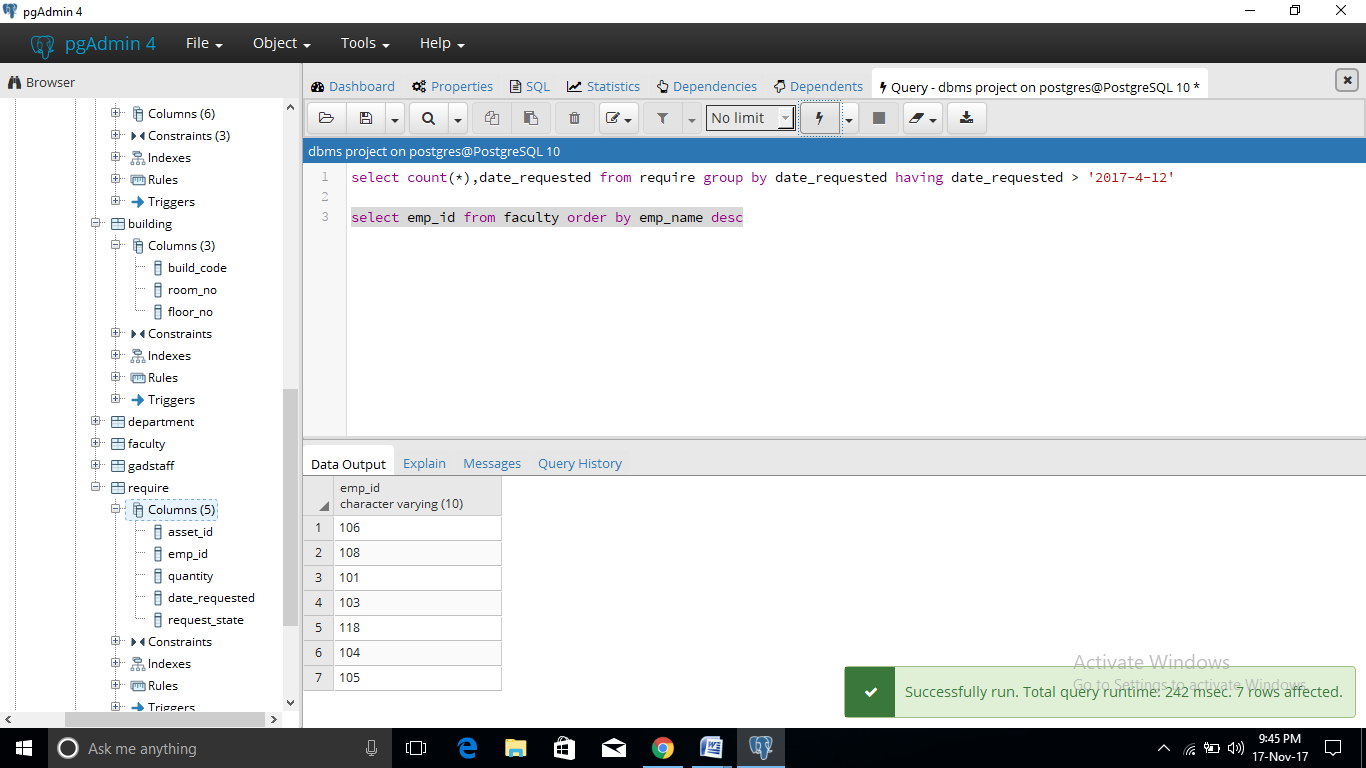 pgAdmin 4
pgAdmin 4 File Object Tools Help
Browser
Dashboard Properties SQL Statistics Dependencies Dependents Query - dbms project on postgres@PostgreSQL 10 *
No limit
dbms project on postgres@PostgreSQL 10
Columns (6)
Constraints (3)
Indexes
Rules
Triggers
building
Columns (3)
build_code
room_no
floor_no
Constraints
Indexes
Rules
Triggers
department
faculty
gadstaff
require
Columns (5)
asset_id
emp_id
quantity
date_requested
request_state
Constraints
Indexes
Rules
Triggers
1 select count(*),date_requested from require group by date_requested having date_requested > '2017-4-12'
2
3 select emp_id from faculty order by emp_name desc
Data Output Explain Messages Query History
emp_id
character varying (10)
1 106
2 108
3 101
4 103
5 118
6 104
7 105
Activate Windows
Go to Settings to activate Windows.
Successfully run. Total query runtime: 242 msec. 7 rows affected.
Ask me anything
9:45 PM
17-Nov-17